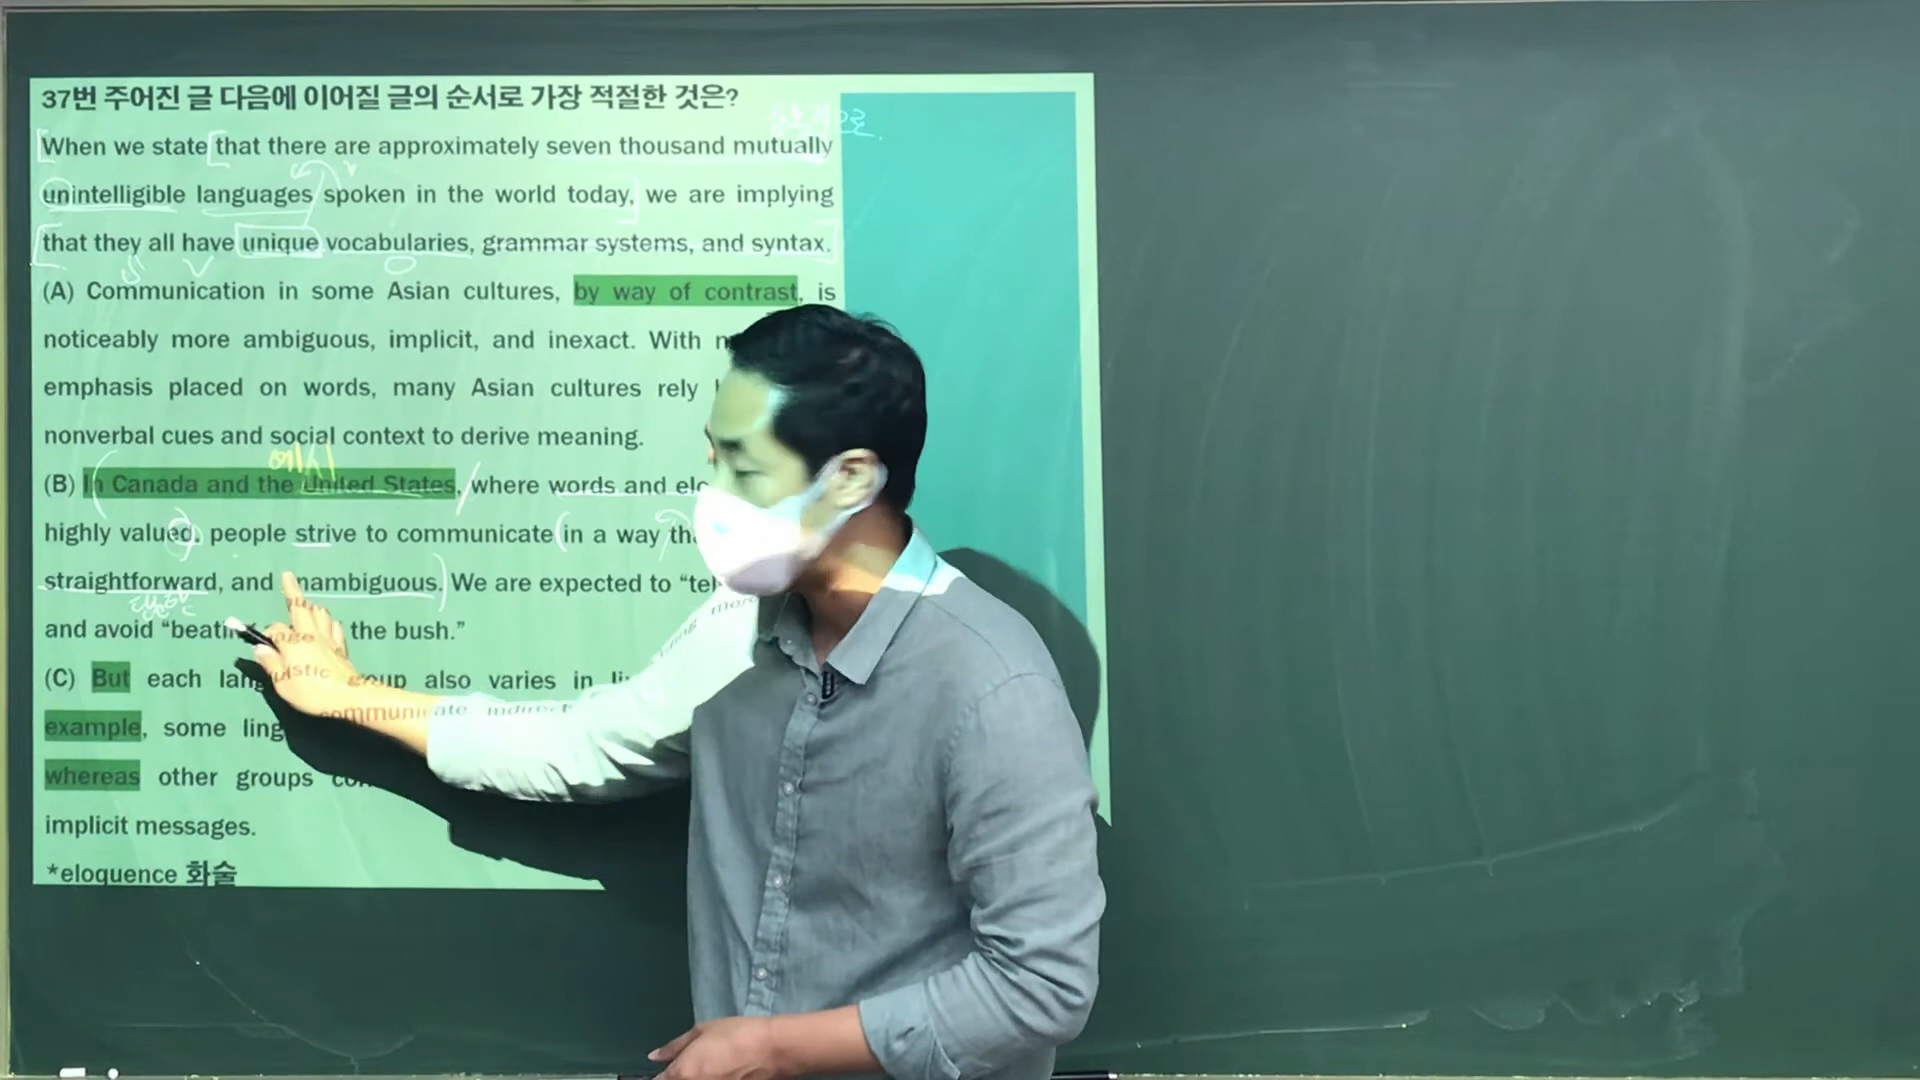 37번 주어진 글 다음에 이어질 글의 순서로 가장 적절한 것은?
When we state that there are approximately seven thousand mutually
unintelligible languages spoken in the world today, we are implying
that they all have unique vocabularies, grammar systems, and syntax.
(A) Communication in some Asian cultures, by way of contrast, is
noticeably more ambiguous, implicit, and inexact. With
emphasis placed on words, many Asian cultures rely
nonverbal cues and social context to derive meaning.
예시
(B) In Canada and the United States, where words and
highly valued, people strive to communicate in a way
straightforward, and unambiguous. We are expected to “
and avoid “ the bush.”
(C) But each also varies in
example, some
whereas other groups
implicit messages.
*eloquence 화술